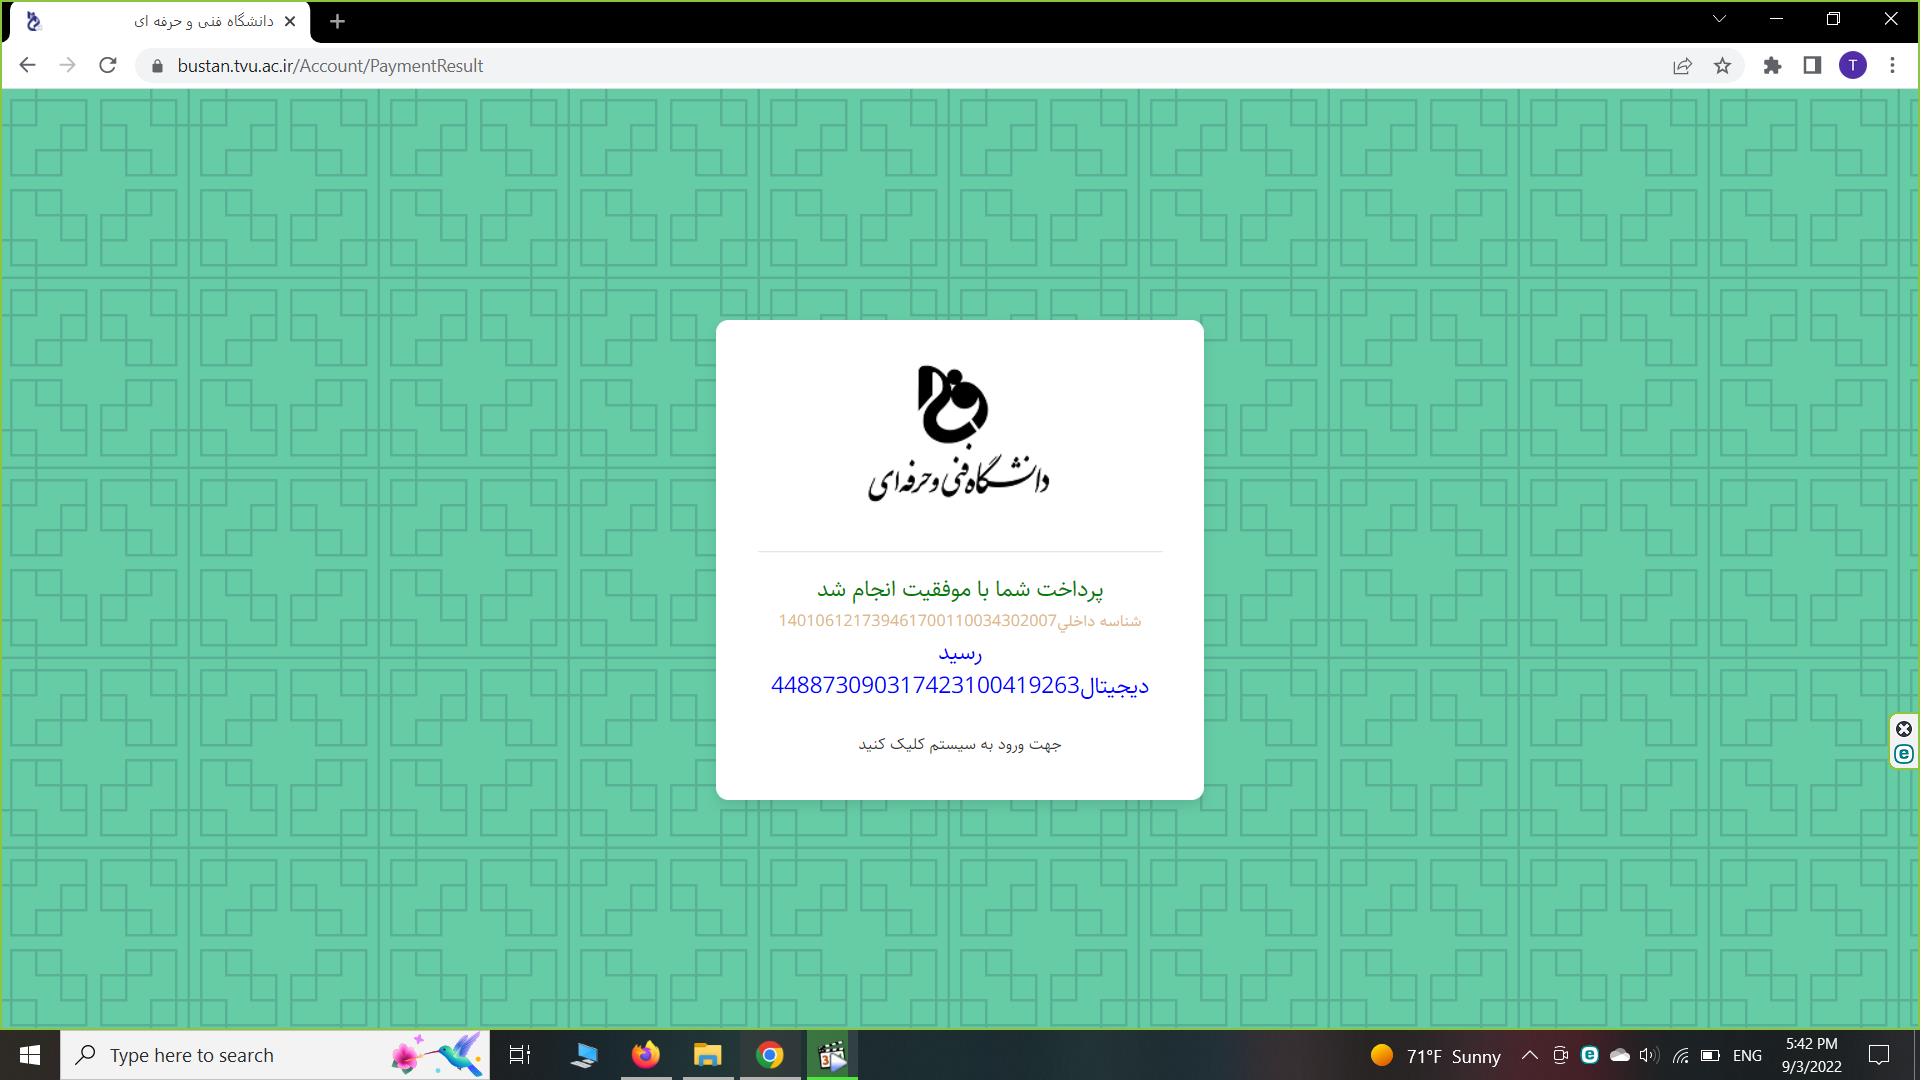 دانشگاه فنی و حرفه ای
bustan.tvu.ac.ir/Account/PaymentResult
T
دانشگاه فنی و حرفه‌ای
پرداخت شما با موفقیت انجام شد
شناسه داخلي140106121739461700110034302007
رسید
دیجیتال448873090317423100419263
جهت ورود به سیستم کلیک کنید
Type here to search
71°F Sunny
ENG
5:42 PM
9/3/2022